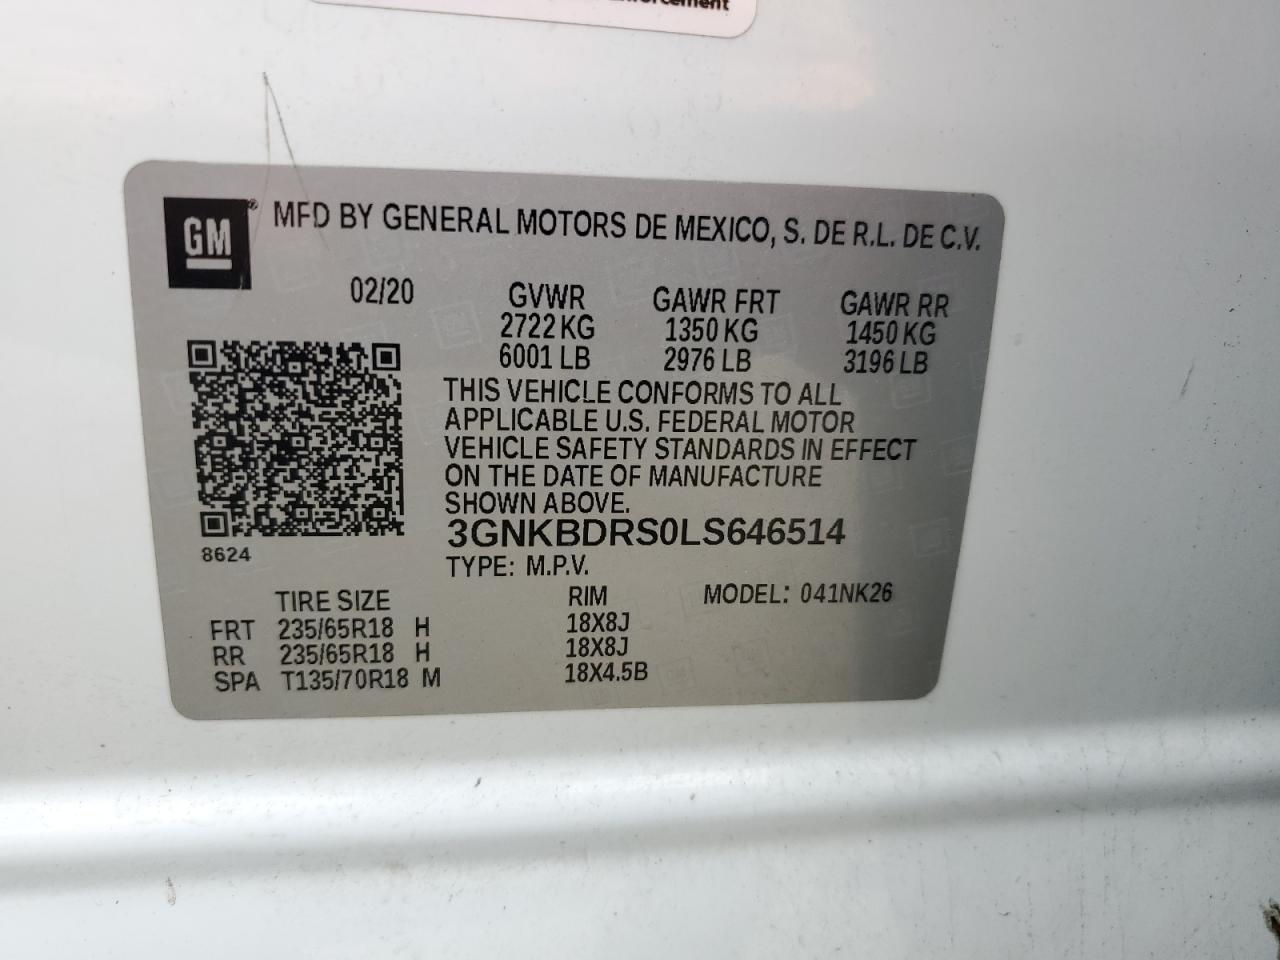 GM® MFD BY GENERAL MOTORS DE MEXICO, S. DE R.L. DE C.V.
02/20 GVWR GAWR FRT GAWR RR
2722 KG 1350 KG 1450 KG
6001 LB 2976 LB 3196 LB
THIS VEHICLE CONFORMS TO ALL
APPLICABLE U.S. FEDERAL MOTOR
VEHICLE SAFETY STANDARDS IN EFFECT
ON THE DATE OF MANUFACTURE
SHOWN ABOVE.
3GNKBDRS0LS646514
8624
TYPE: M.P.V.
TIRE SIZE RIM MODEL: 041NK26
FRT 235/65R18 H 18X8J
RR 235/65R18 H 18X8J
SPA T135/70R18 M 18X4.5B